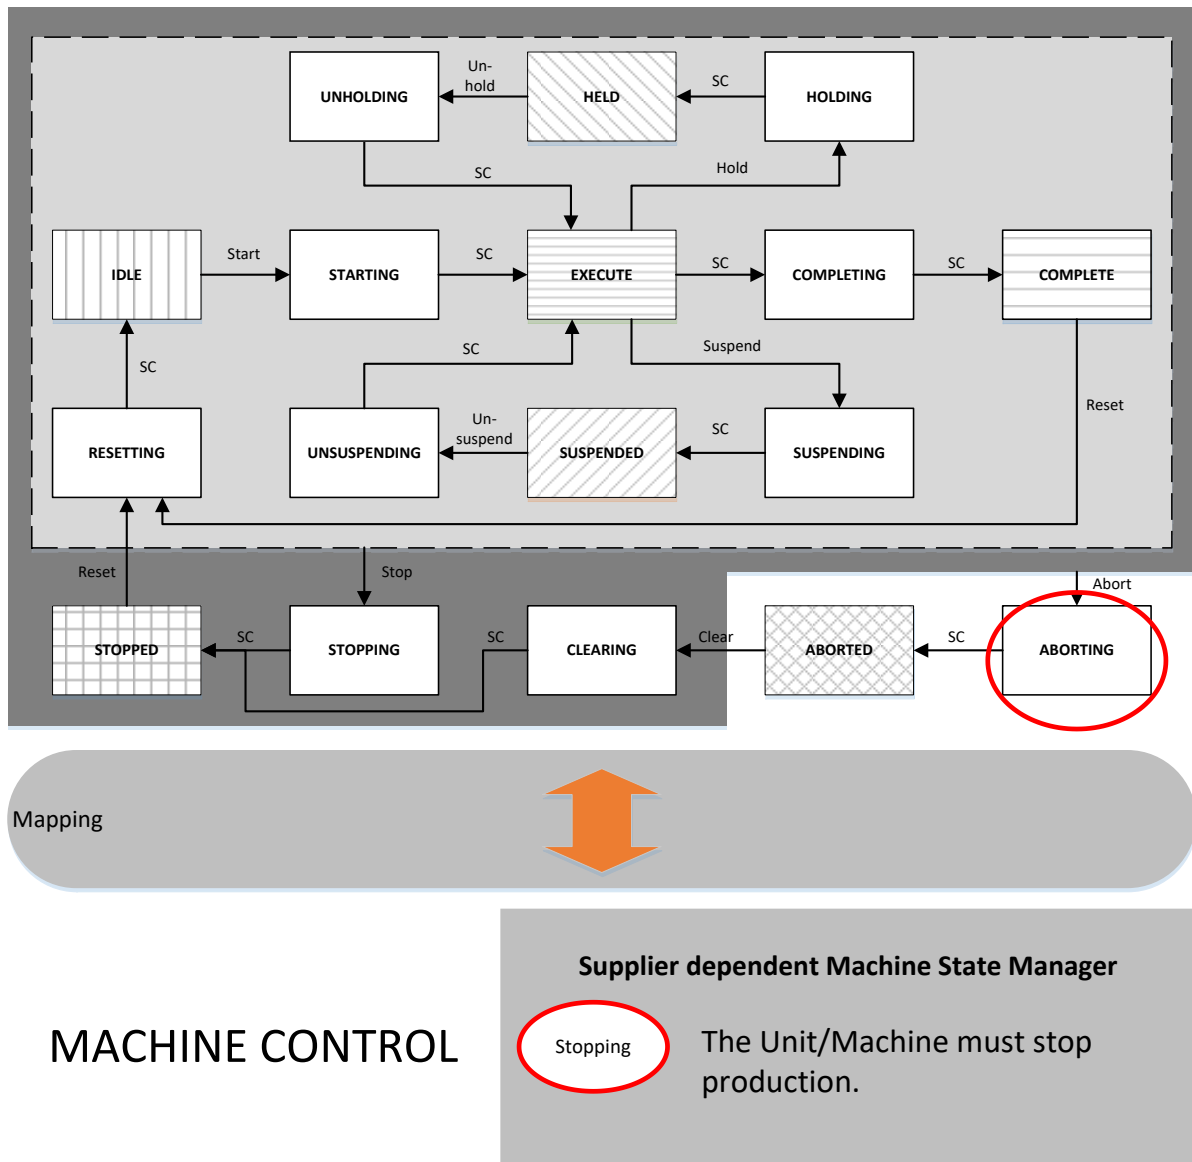 Un-
hold
SC
UNHOLDING
HELD
HOLDING
SC
Hold
Start
SC
SC
SC
IDLE
STARTING
EXECUTE
COMPLETING
COMPLETE
SC
Suspend
SC
Un-
suspend
SC
Reset
RESETTING
UNSUSPENDING
SUSPENDED
SUSPENDING
Reset
Stop
Abort
SC
SC
Clear
SC
STOPPED
STOPPING
CLEARING
ABORTED
ABORTING
Mapping
Supplier dependent Machine State Manager
MACHINE CONTROL
Stopping
The Unit/Machine must stop
production.